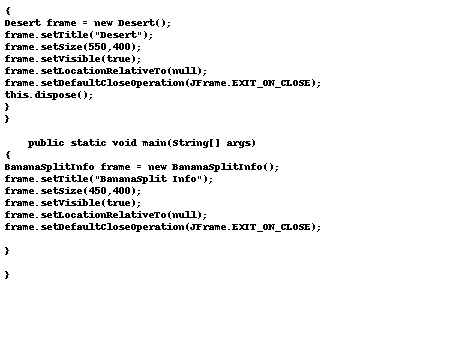 {
Desert frame = new Desert();
frame.setTitle("Desert");
frame.setSize(550,400);
frame.setVisible(true);
frame.setLocationRelativeTo(null);
frame.setDefaultCloseOperation(JFrame.EXIT_ON_CLOSE);
this.dispose();
}
}
public static void main(String[] args)
{
BananaSplitInfo frame = new BananaSplitInfo();
frame.setTitle("BananaSplit Info");
frame.setSize(450,400);
frame.setVisible(true);
frame.setLocationRelativeTo(null);
frame.setDefaultCloseOperation(JFrame.EXIT_ON_CLOSE);
}
}